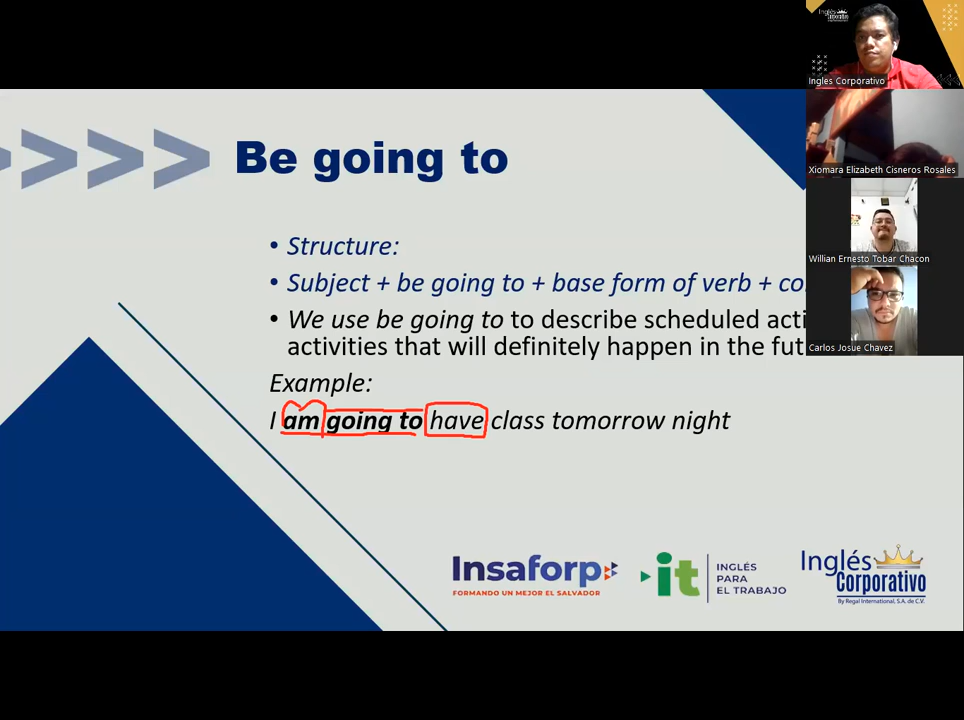 Inglés
Corporativo
Ingles Corporativo
Be going to
Xiomara Elizabeth Cisneros Rosales
• Structure:
Willian Ernesto Tobar Chacon
• Subject + be going to + base form of verb +
• We use be going to to describe scheduled
activities that will definitely happen in the
Carlos Josue Chavez
Example:
I am going to have class tomorrow night
Insaforp
FORMANDO UN MEJOR EL SALVADOR
it
INGLÉS
PARA
EL TRABAJO
Inglés
Corporativo
By Regal International, S.A. de C.V.